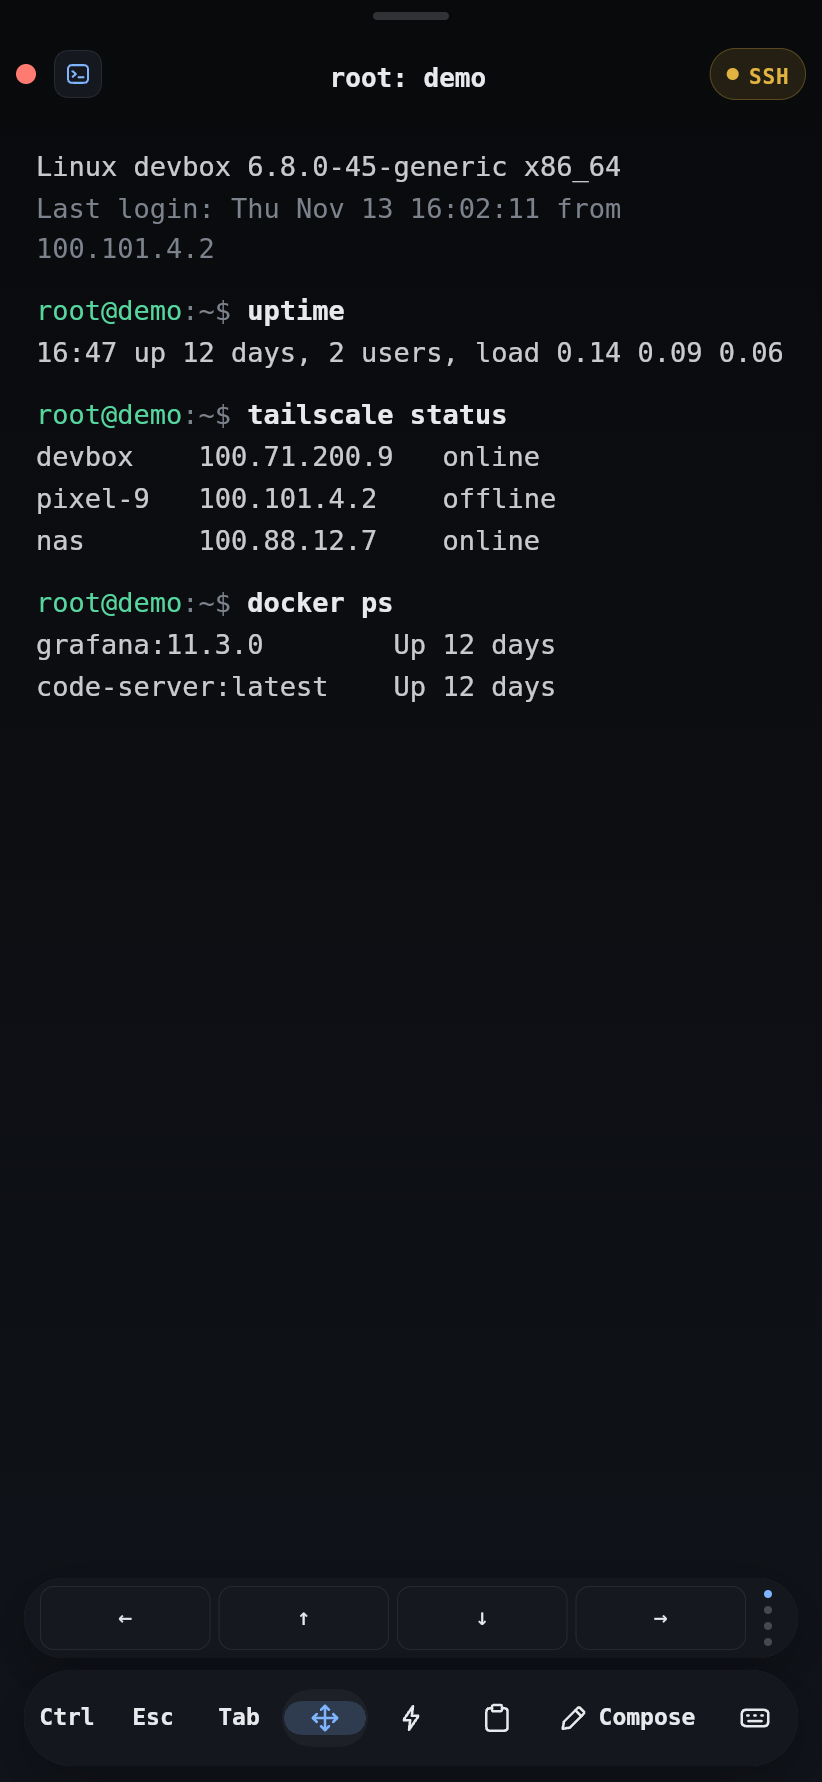 root: demo
SSH
Linux devbox 6.8.0-45-generic x86_64
Last login: Thu Nov 13 16:02:11 from
100.101.4.2
root@demo:~$ uptime
16:47 up 12 days, 2 users, load 0.14 0.09 0.06
root@demo:~$ tailscale status
devbox    100.71.200.9   online
pixel-9   100.101.4.2    offline
nas       100.88.12.7    online
root@demo:~$ docker ps
grafana:11.3.0        Up 12 days
code-server:latest    Up 12 days
← ↑ ↓ →
Ctrl Esc Tab Compose